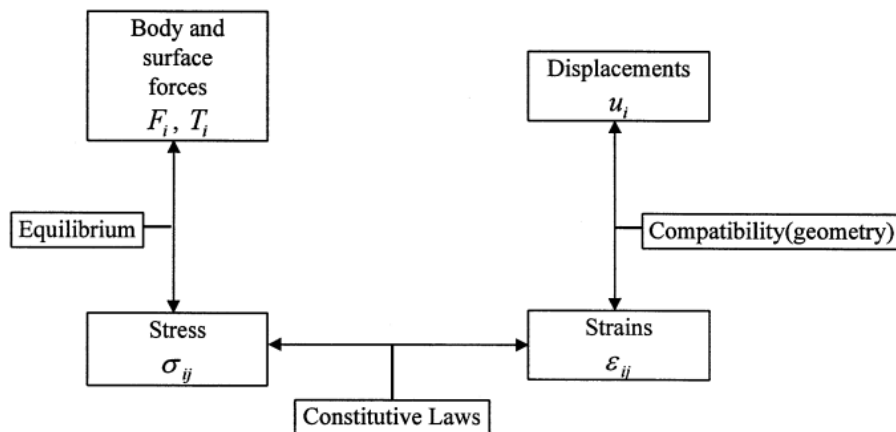 Body and
surface
forces
F_i, T_i
Displacements
u_i
Equilibrium
Compatibility(geometry)
Stress
σ_ij
Strains
ε_ij
Constitutive Laws